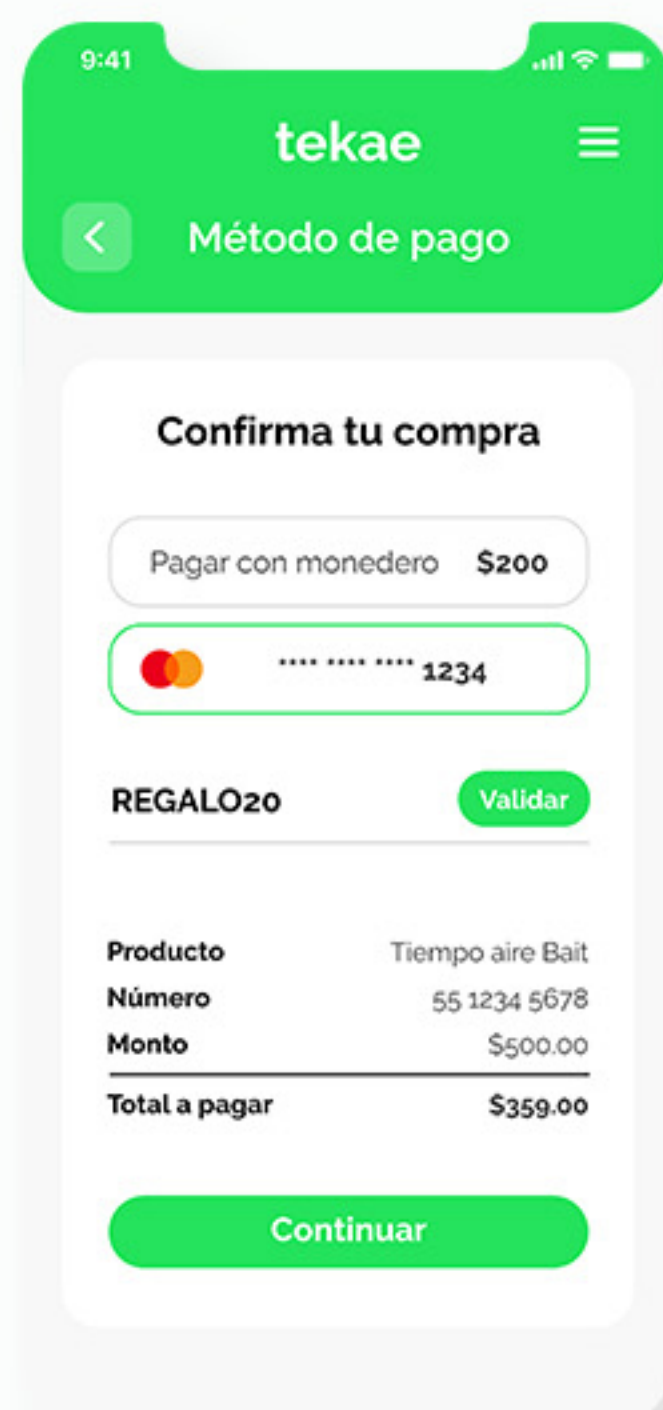 9:41
tekae
Método de pago
Confirma tu compra
Pagar con monedero $200
**** **** **** 1234
REGALO20 Validar
Producto Tiempo aire Bait
Número 55 1234 5678
Monto $500.00
Total a pagar $359.00
Continuar